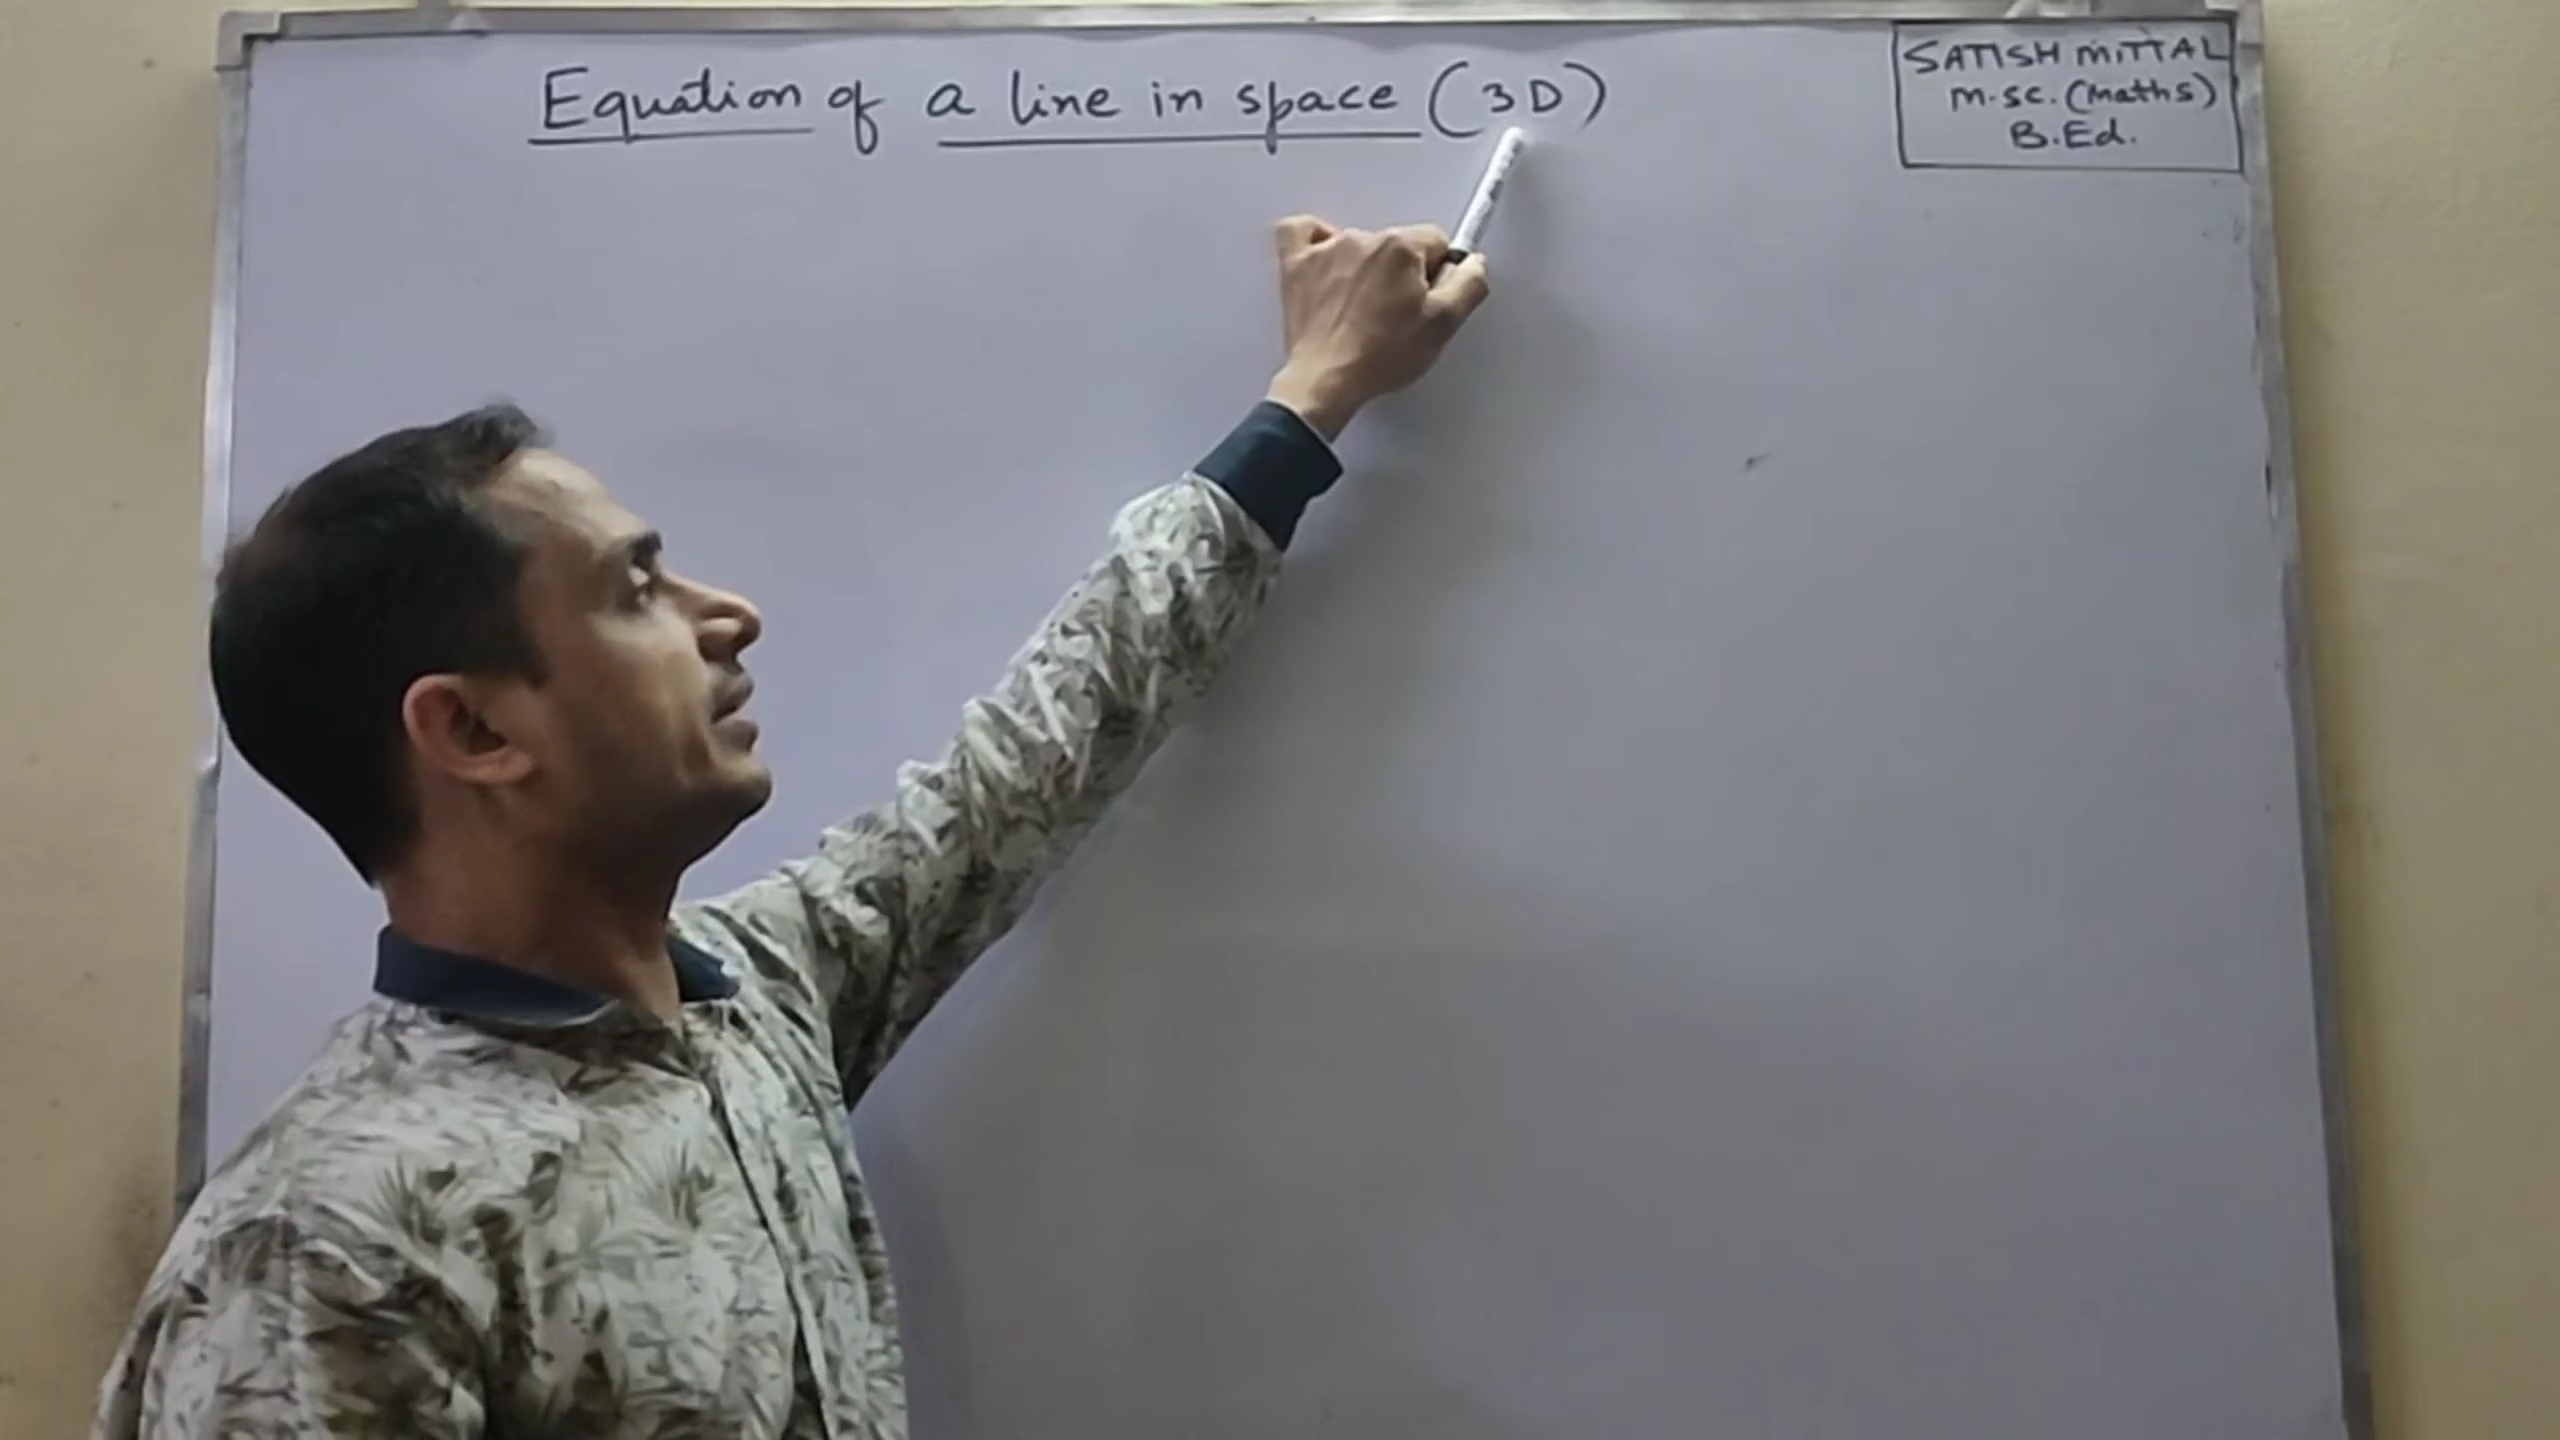 Equation of a line in space (3D)
SATISH MITTAL
M.SC. (Maths)
B.Ed.